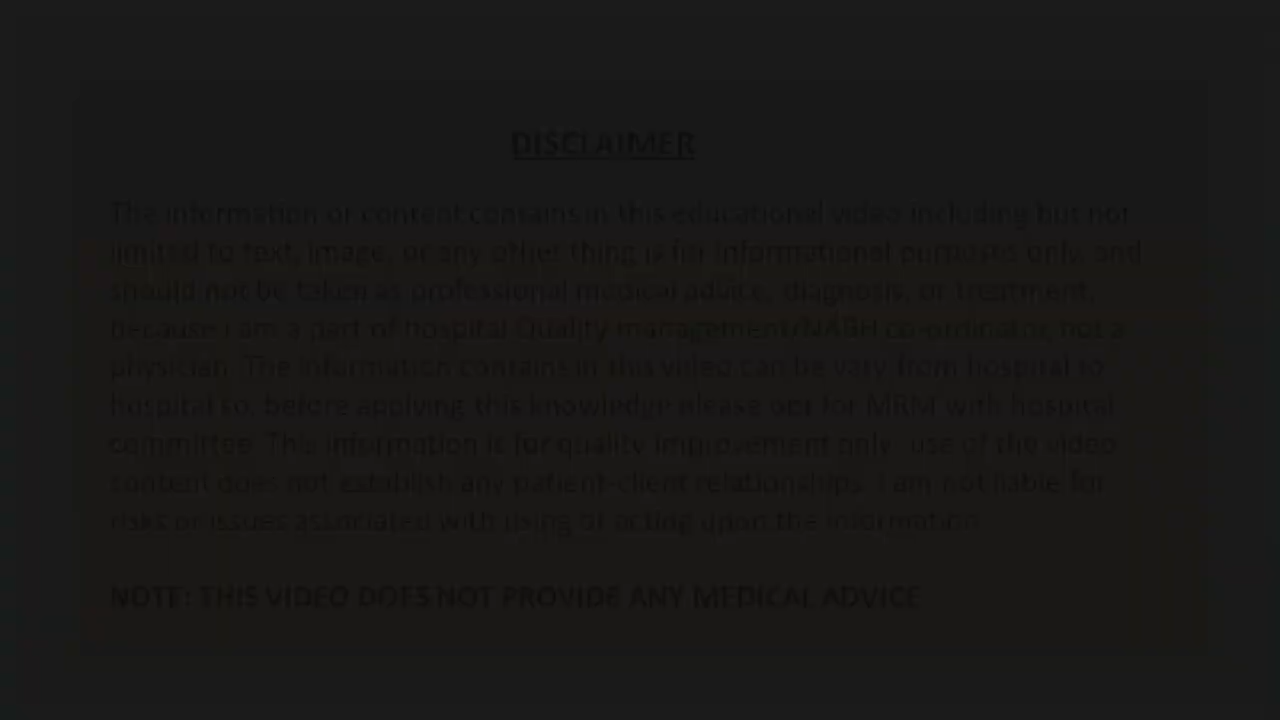 DISCLAIMER
The information or content contains in this educational video including but not
limited to text, image, or any other thing is for informational purposes only, and
should not be taken as professional medical advice, diagnosis, or treatment,
because i am a part of hospital Quality management/NABH co-ordinator not a
physician. The information contains in this video can be vary from hospital to
hospital so, before applying this knowledge please opt for MRM with hospital
committee. This information is for quality improvement only, use of the video
content does not establish any patient-client relationships. I am not liable for
risks or issues associated with using or acting upon the information.
NOTE: THIS VIDEO DOES NOT PROVIDE ANY MEDICAL ADVICE